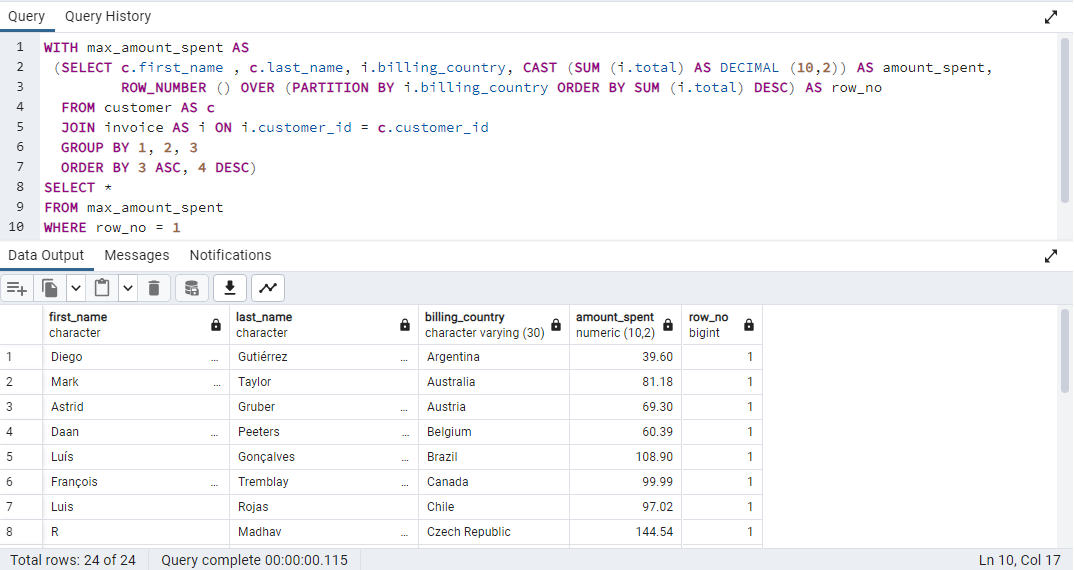 Query Query History
1 WITH max_amount_spent AS
2 (SELECT c.first_name , c.last_name, i.billing_country, CAST (SUM (i.total) AS DECIMAL (10,2)) AS amount_spent,
3 ROW_NUMBER () OVER (PARTITION BY i.billing_country ORDER BY SUM (i.total) DESC) AS row_no
4 FROM customer AS c
5 JOIN invoice AS i ON i.customer_id = c.customer_id
6 GROUP BY 1, 2, 3
7 ORDER BY 3 ASC, 4 DESC)
8 SELECT *
9 FROM max_amount_spent
10 WHERE row_no = 1
Data Output Messages Notifications
first_name last_name billing_country amount_spent row_no
character character character varying (30) numeric (10,2) bigint
1 Diego ... Gutiérrez ... Argentina 39.60 1
2 Mark ... Taylor Australia 81.18 1
3 Astrid Gruber ... Austria 69.30 1
4 Daan ... Peeters ... Belgium 60.39 1
5 Luís Gonçalves ... Brazil 108.90 1
6 François ... Tremblay ... Canada 99.99 1
7 Luis Rojas Chile 97.02 1
8 R Madhav ... Czech Republic 144.54 1
Total rows: 24 of 24 Query complete 00:00:00.115 Ln 10, Col 17